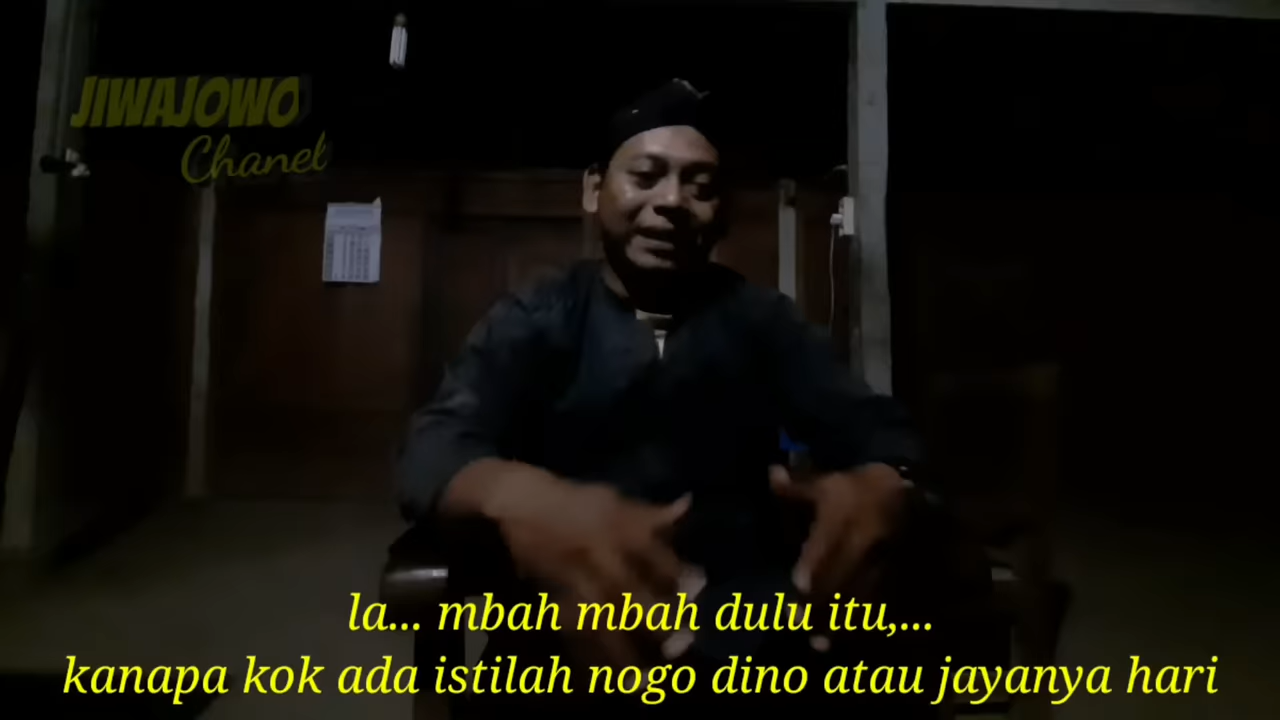 JIWAJOWO
Chanel
la... mbah mbah dulu itu,...
kanapa kok ada istilah nogo dino atau jayanya hari